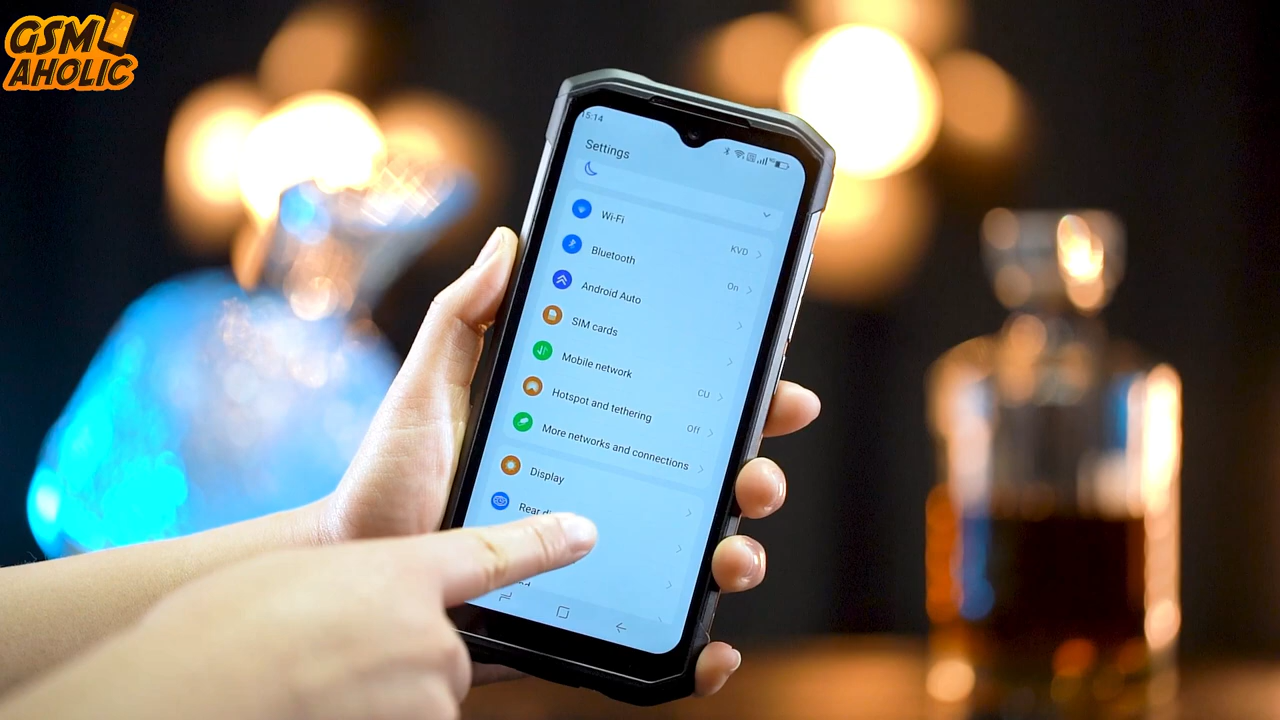 GSM
AHOLIC
15:14
Settings
Wi-Fi KVD
Bluetooth On
Android Auto
SIM cards
Mobile network CU
Hotspot and tethering Off
More networks and connections
Display
Rear